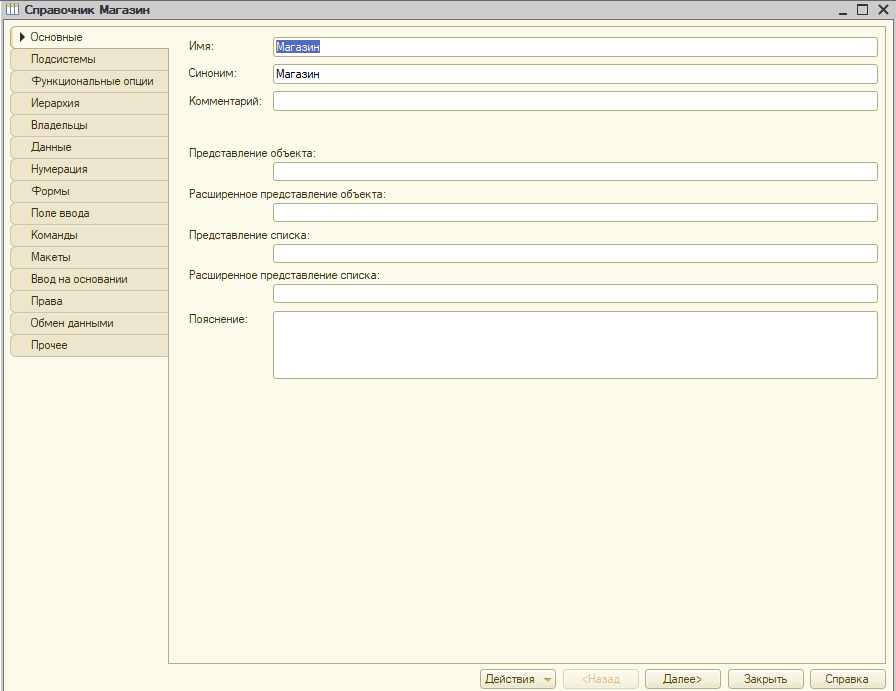 Справочник Магазин
Основные
Подсистемы
Функциональные опции
Иерархия
Владельцы
Данные
Нумерация
Формы
Поле ввода
Команды
Макеты
Ввод на основании
Права
Обмен данными
Прочее
Имя: Магазин
Синоним: Магазин
Комментарий:
Представление объекта:
Расширенное представление объекта:
Представление списка:
Расширенное представление списка:
Пояснение:
Действия <Назад Далее> Закрыть Справка